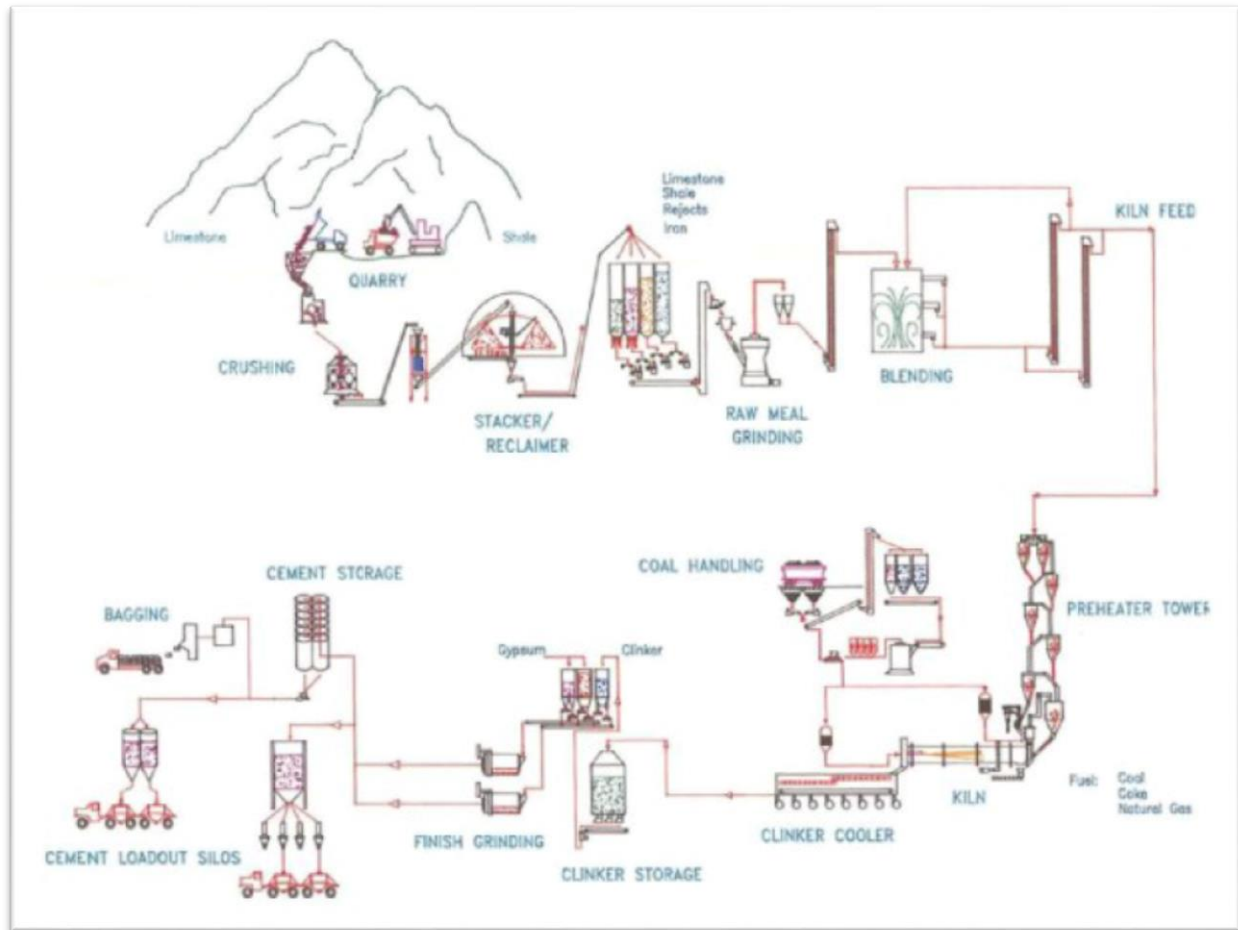 Limestone
Shale
Rejects
Iron
KILN FEED
Limestone
Shale
QUARRY
CRUSHING
BLENDING
STACKER/
RECLAIMER
RAW MEAL
GRINDING
COAL HANDLING
CEMENT STORAGE
BAGGING
PREHEATER TOWER
Gypsum
Clinker
Fuel:
Coal
Coke
Natural Gas
KILN
CLINKER COOLER
FINISH GRINDING
CEMENT LOADOUT SILOS
CLINKER STORAGE